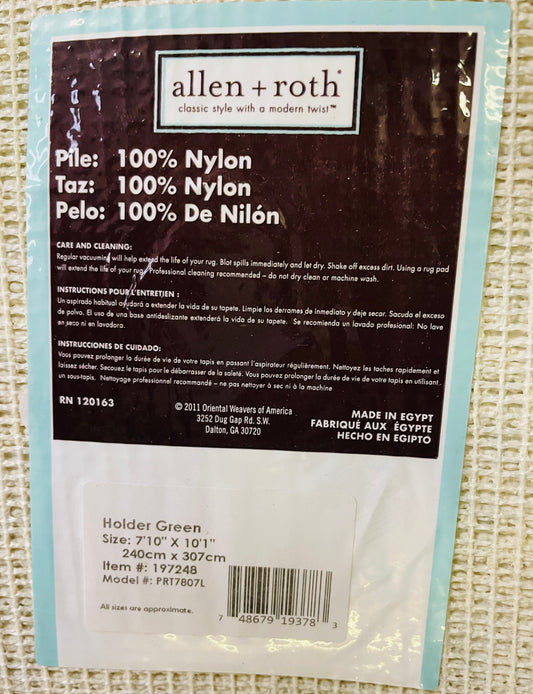 allen + roth®
classic style with a modern twist™
Pile: 100% Nylon
Taz: 100% Nylon
Pelo: 100% De Nilón
CARE AND CLEANING:
Regular vacuuming will help extend the life of your rug. Blot spills immediately and let dry. Shake off excess dirt. Using a rug pad
will extend the life of your rug. Professional cleaning recommended – do not dry clean or machine wash.
INSTRUCTIONS POUR L'ENTRETIEN :
Un aspirado habitual ayudará a extender la vida de su tapete. Limpie los derrames de inmediato y deje secar. Sacuda el exceso
de polvo. El uso de una base antideslizante extenderá la vida de su tapete. Se recomienda un lavado profesional: No lave
en seco ni en lavadora.
INSTRUCCIONES DE CUIDADO:
Vous pouvez prolonger la durée de vie de votre tapis en passant l'aspirateur régulièrement. Nettoyez les taches rapidement et
laissez sécher. Secouez le tapis pour le débarrasser de la saleté. Vous pouvez prolonger la durée de vie de votre tapis en utilisant
un sous-tapis. Nettoyage professionnel recommandé – ne pas nettoyer à sec ni à la machine
RN 120163
© 2011 Oriental Weavers of America
3252 Dug Gap Rd. S.W.
Dalton, GA 30720
MADE IN EGYPT
FABRIQUÉ AUX ÉGYPTE
HECHO EN EGIPTO
Holder Green
Size: 7'10" X 10'1"
240cm x 307cm
Item #: 197248
Model #: PRT7807L
All sizes are approximate.
7 48679 19378 3